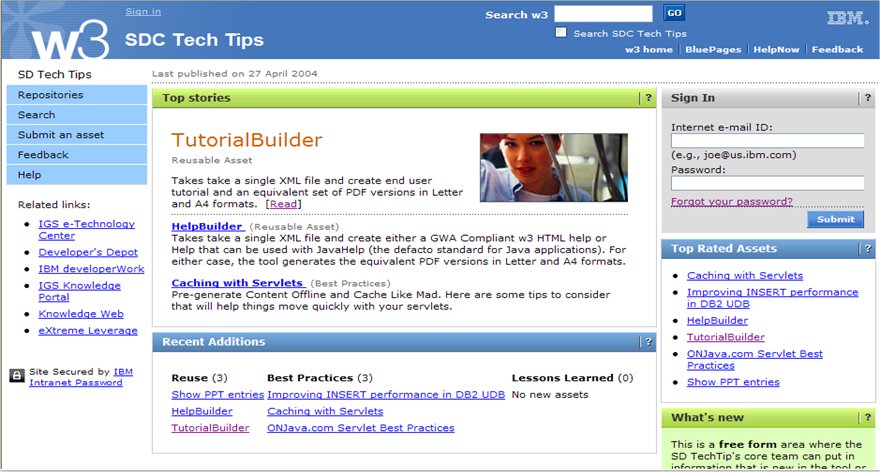 Sign in
w3
SDC Tech Tips
Search w3
GO
IBM.
Search SDC Tech Tips
w3 home
BluePages
HelpNow
Feedback
SD Tech Tips
Repositories
Search
Submit an asset
Feedback
Help
Related links:
IGS e-Technology
Center
Developer's Depot
IBM developerWork
IGS Knowledge
Portal
Knowledge Web
eXtreme Leverage
Site Secured by IBM
Intranet Password
Last published on 27 April 2004
Top stories ?
TutorialBuilder
Reusable Asset
Takes take a single XML file and create end user
tutorial and an equivalent set of PDF versions in Letter
and A4 formats. [Read]
HelpBuilder (Reusable Asset)
Takes take a single XML file and create either a GWA Compliant w3 HTML help or
Help that can be used with JavaHelp (the defacto standard for Java applications). For
either case, the tool generates the equivalent PDF versions in Letter and A4 formats.
Caching with Servlets (Best Practices)
Pre-generate Content Offline and Cache Like Mad. Here are some tips to consider
that will help things move quickly with your servlets.
Recent Additions ?
Reuse (3) Best Practices (3) Lessons Learned (0)
Show PPT entries Improving INSERT performance in DB2 UDB No new assets
HelpBuilder Caching with Servlets
TutorialBuilder ONJava.com Servlet Best Practices
Sign In ?
Internet e-mail ID:
(e.g., joe@us.ibm.com)
Password:
Forgot your password?
Submit
Top Rated Assets ?
Caching with Servlets
Improving INSERT performance
in DB2 UDB
HelpBuilder
TutorialBuilder
ONJava.com Servlet Best
Practices
Show PPT entries
What's new ?
This is a free form area where the
SD TechTip's core team can put in
information that is new in the tool or